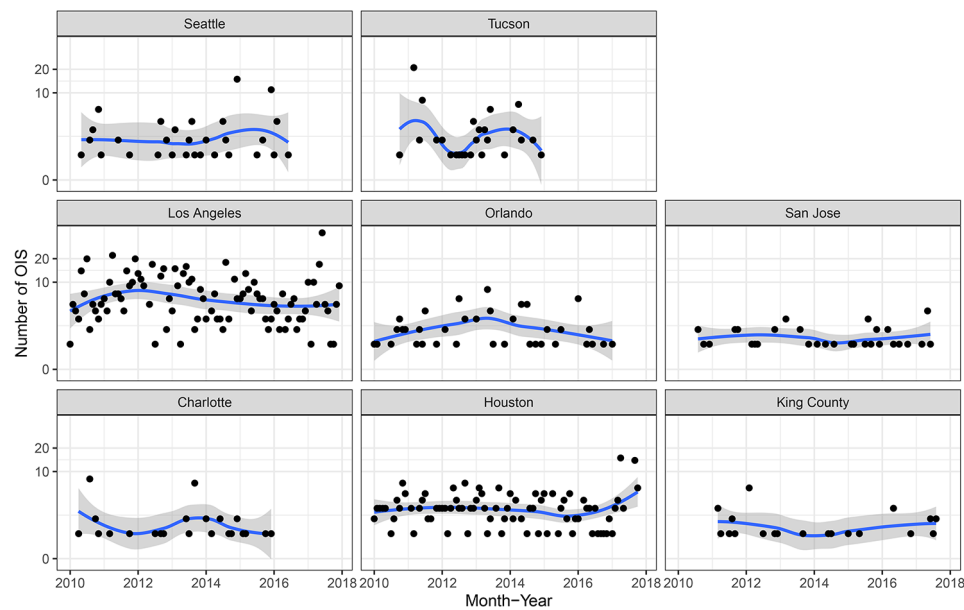 Seattle
Tucson
20
10
0
Los Angeles
Orlando
San Jose
20
10
0
Number of OIS
Charlotte
Houston
King County
20
10
0
2010 2012 2014 2016 2018 2010 2012 2014 2016 2018 2010 2012 2014 2016 2018
Month−Year